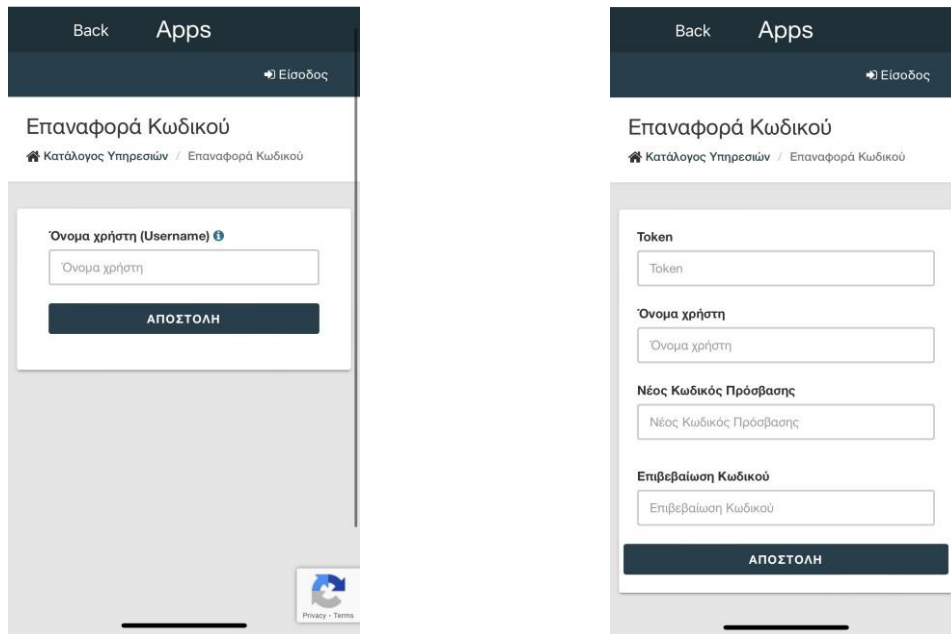 Back Apps
Είσοδος
Επαναφορά Κωδικού
Κατάλογος Υπηρεσιών / Επαναφορά Κωδικού
Όνομα χρήστη (Username)
Όνομα χρήστη
ΑΠΟΣΤΟΛΗ
Privacy - Terms
Back Apps
Είσοδος
Επαναφορά Κωδικού
Κατάλογος Υπηρεσιών / Επαναφορά Κωδικού
Token
Token
Όνομα χρήστη
Όνομα χρήστη
Νέος Κωδικός Πρόσβασης
Νέος Κωδικός Πρόσβασης
Επιβεβαίωση Κωδικού
Επιβεβαίωση Κωδικού
ΑΠΟΣΤΟΛΗ